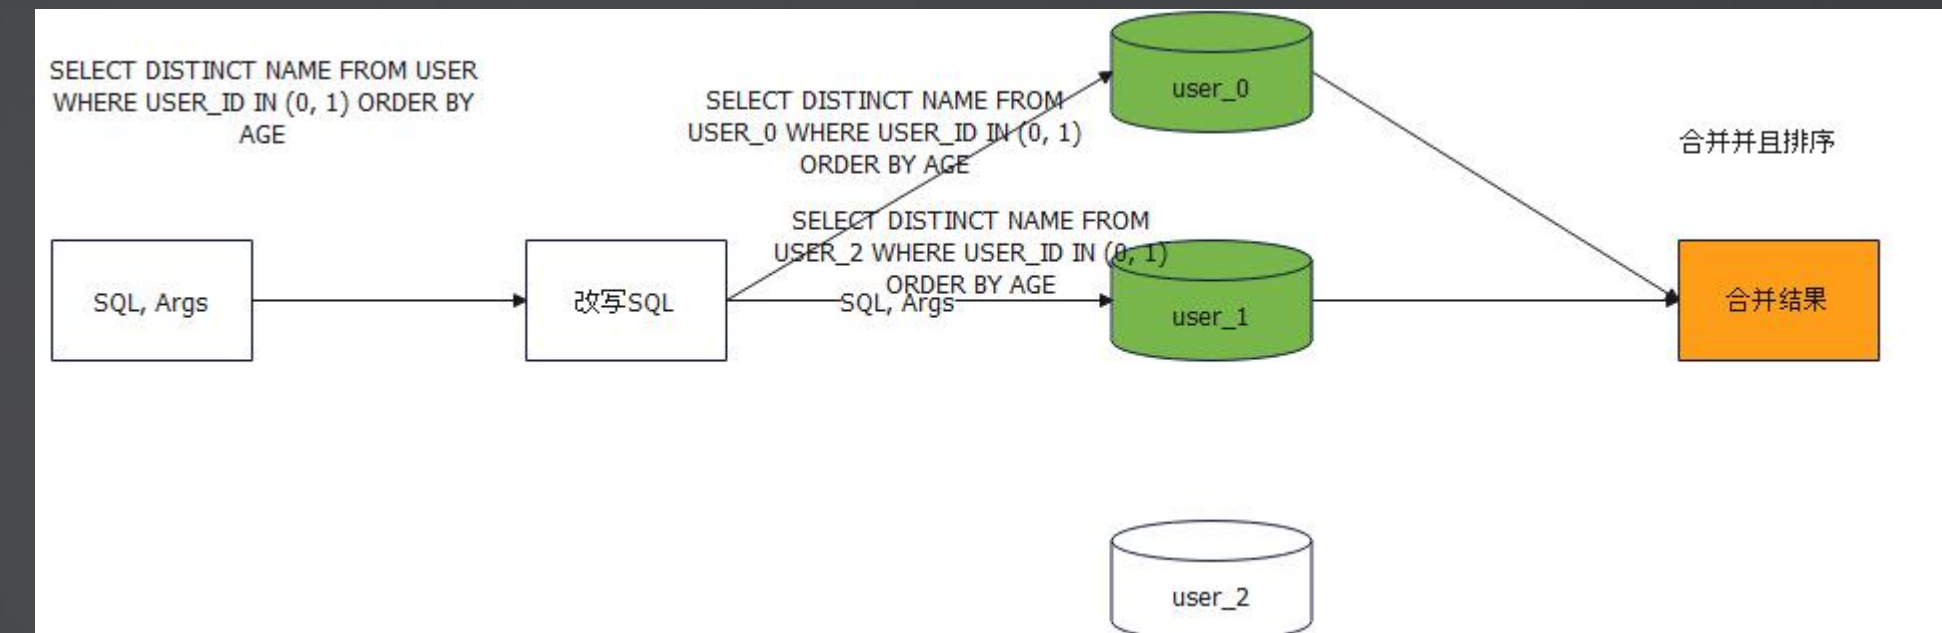 SELECT DISTINCT NAME FROM USER
WHERE USER_ID IN (0, 1) ORDER BY
AGE
SELECT DISTINCT NAME FROM
USER_0 WHERE USER_ID IN (0, 1)
ORDER BY AGE
user_0
合并并且排序
SELECT DISTINCT NAME FROM
USER_2 WHERE USER_ID IN (0, 1)
ORDER BY AGE
SQL, Args
改写SQL
SQL, Args
user_1
合并结果
user_2